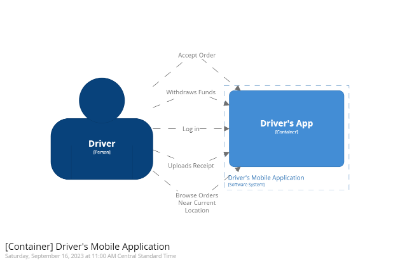 Accept Order
Withdraws Funds
Driver's App
[Container]
Log in
Driver
[Person]
Uploads Receipt
Driver's Mobile Application
[Software System]
Browse Orders
Near Current
Location
[Container] Driver's Mobile Application
Saturday, September 16, 2023 at 11:00 AM Central Standard Time